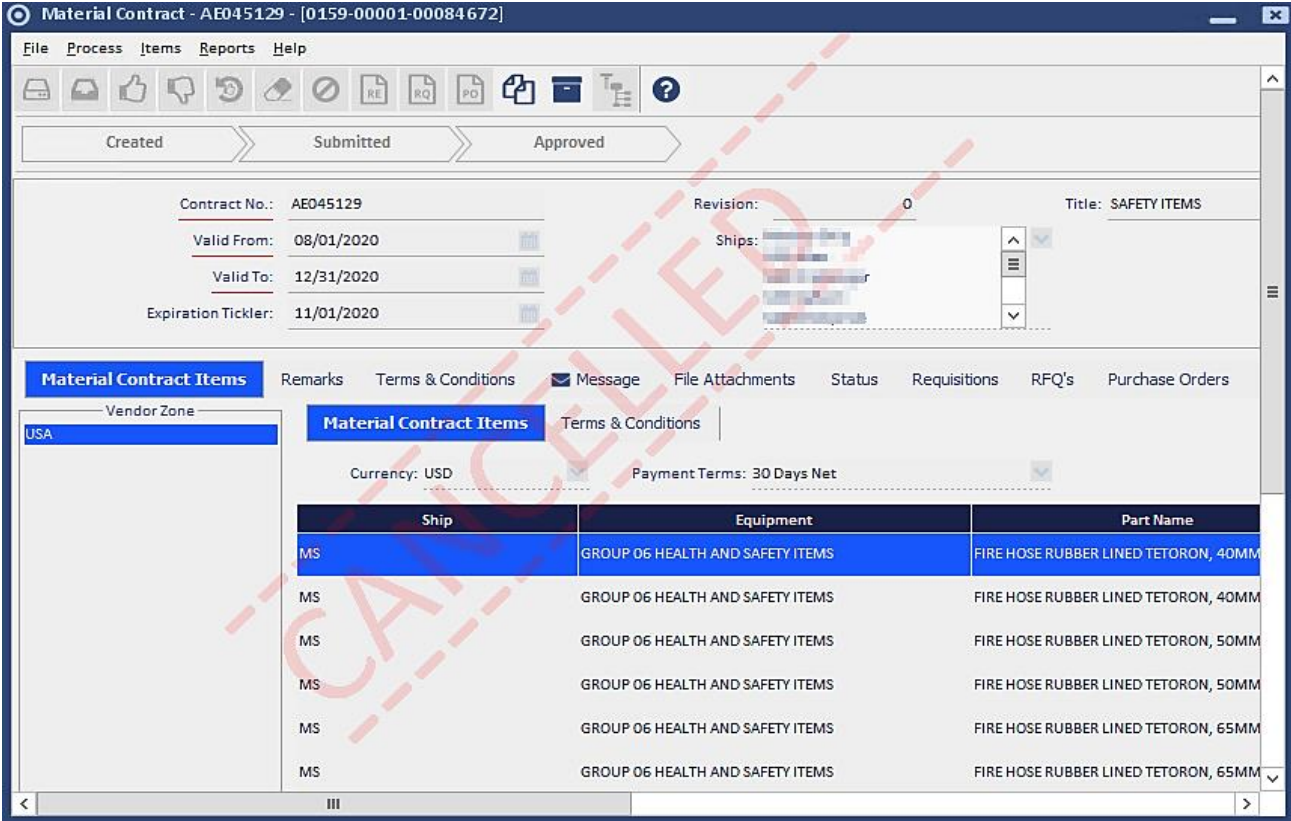 Material Contract - AE045129 - [0159-00001-00084672]
File Process Items Reports Help
RE RQ PO ?
Created Submitted Approved
Contract No.: AE045129 Revision: 0 Title: SAFETY ITEMS
Valid From: 08/01/2020 Ships:
Valid To: 12/31/2020
Expiration Tickler: 11/01/2020
Material Contract Items Remarks Terms & Conditions Message File Attachments Status Requisitions RFQ's Purchase Orders
Vendor Zone
USA
Material Contract Items Terms & Conditions
Currency: USD Payment Terms: 30 Days Net
Ship Equipment Part Name
MS GROUP 06 HEALTH AND SAFETY ITEMS FIRE HOSE RUBBER LINED TETORON, 40MM
MS GROUP 06 HEALTH AND SAFETY ITEMS FIRE HOSE RUBBER LINED TETORON, 40MM
MS GROUP 06 HEALTH AND SAFETY ITEMS FIRE HOSE RUBBER LINED TETORON, 50MM
MS GROUP 06 HEALTH AND SAFETY ITEMS FIRE HOSE RUBBER LINED TETORON, 50MM
MS GROUP 06 HEALTH AND SAFETY ITEMS FIRE HOSE RUBBER LINED TETORON, 65MM
MS GROUP 06 HEALTH AND SAFETY ITEMS FIRE HOSE RUBBER LINED TETORON, 65MM
CANCELLED